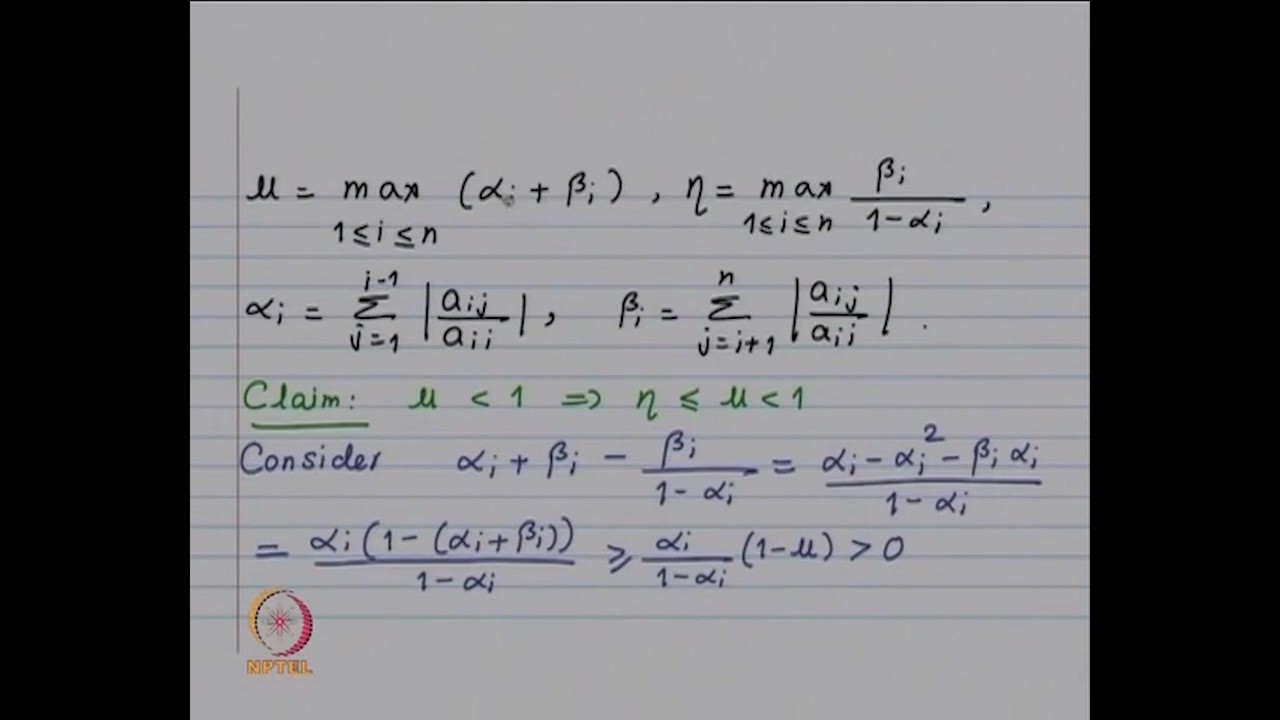 μ = max (αᵢ + βᵢ) , η = max βᵢ / (1 - αᵢ) ,
1 ≤ i ≤ n 1 ≤ i ≤ n
αᵢ = Σ_{j=1}^{i-1} |aᵢⱼ / aᵢᵢ| , βᵢ = Σ_{j=i+1}^{n} |aᵢⱼ / aᵢᵢ| .
Claim: μ < 1 ⇒ η ≤ μ < 1
Consider αᵢ + βᵢ - βᵢ / (1 - αᵢ) = (αᵢ - αᵢ² - βᵢ αᵢ) / (1 - αᵢ)
= αᵢ (1 - (αᵢ + βᵢ)) / (1 - αᵢ) ≥ αᵢ / (1 - αᵢ) (1 - μ) > 0
NPTEL